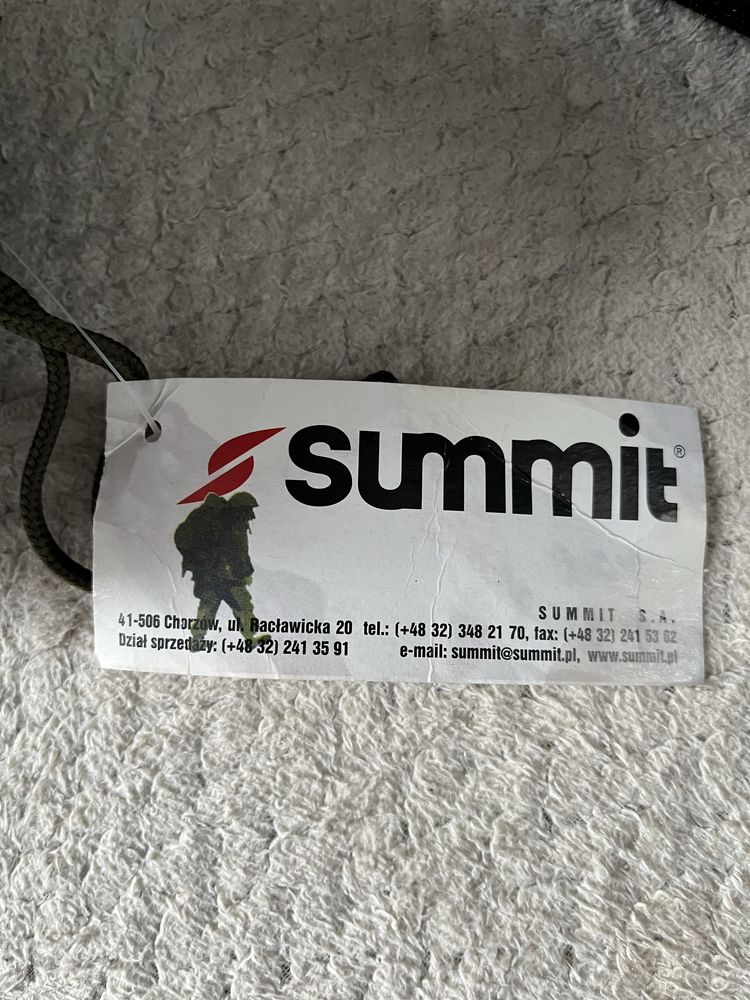 summit®
SUMMIT S.A.
41-506 Chorzów, ul. Racławicka 20 tel.: (+48 32) 348 21 70, fax: (+48 32) 241 53 62
Dział sprzedaży: (+48 32) 241 35 91 e-mail: summit@summit.pl, www.summit.pl